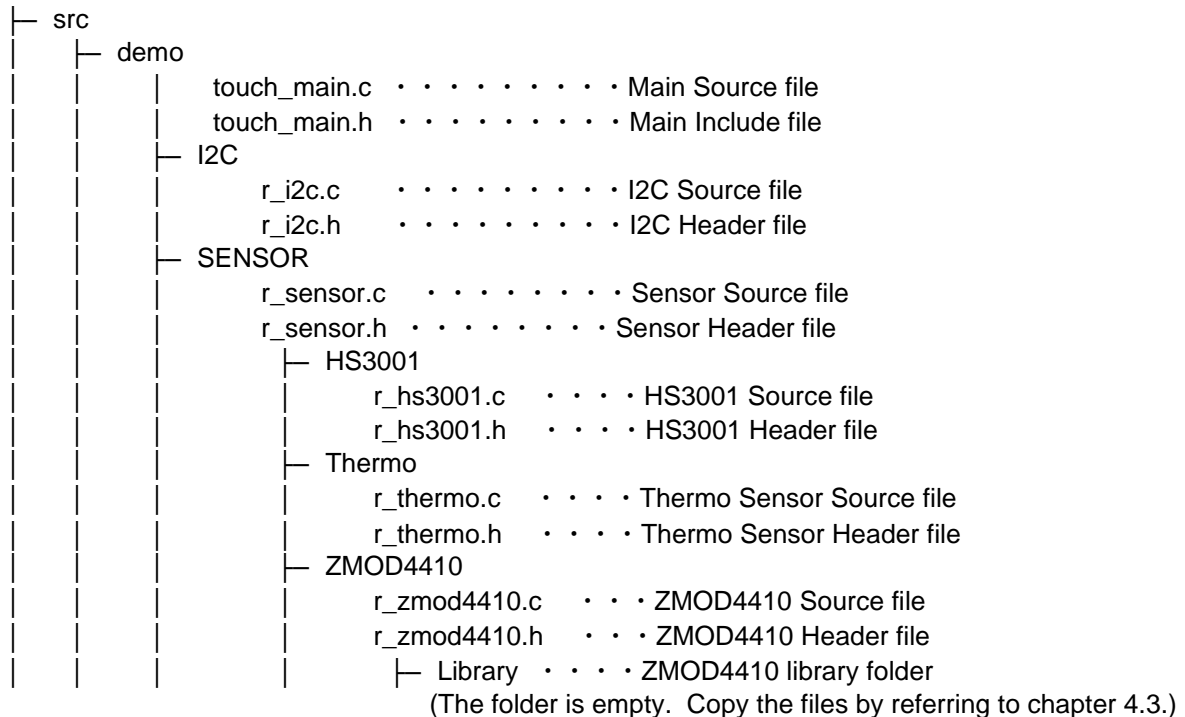 ├─ src
│ ├─ demo
│ │ │ touch_main.c ・・・・・・・・・Main Source file
│ │ │ touch_main.h ・・・・・・・・・Main Include file
│ │ ├─ I2C
│ │ │ r_i2c.c ・・・・・・・・・I2C Source file
│ │ │ r_i2c.h ・・・・・・・・・I2C Header file
│ │ ├─ SENSOR
│ │ │ r_sensor.c ・・・・・・・・Sensor Source file
│ │ │ r_sensor.h ・・・・・・・・Sensor Header file
│ │ │ ├─ HS3001
│ │ │ │ r_hs3001.c ・・・・HS3001 Source file
│ │ │ │ r_hs3001.h ・・・・HS3001 Header file
│ │ │ ├─ Thermo
│ │ │ │ r_thermo.c ・・・・Thermo Sensor Source file
│ │ │ │ r_thermo.h ・・・・Thermo Sensor Header file
│ │ │ ├─ ZMOD4410
│ │ │ │ r_zmod4410.c ・・・ZMOD4410 Source file
│ │ │ │ r_zmod4410.h ・・・ZMOD4410 Header file
│ │ │ │ ├─ Library ・・・・ZMOD4410 library folder
(The folder is empty. Copy the files by referring to chapter 4.3.)